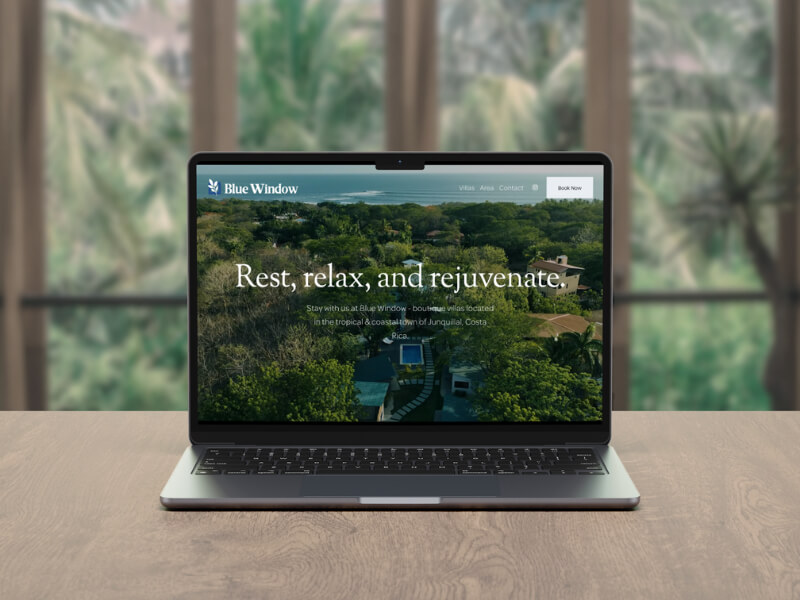 Blue Window
Villas Area Contact
Book Now
Rest, relax, and rejuvenate.
Stay with us at Blue Window - boutique villas located
in the tropical & coastal town of Junquillal, Costa
Rica.